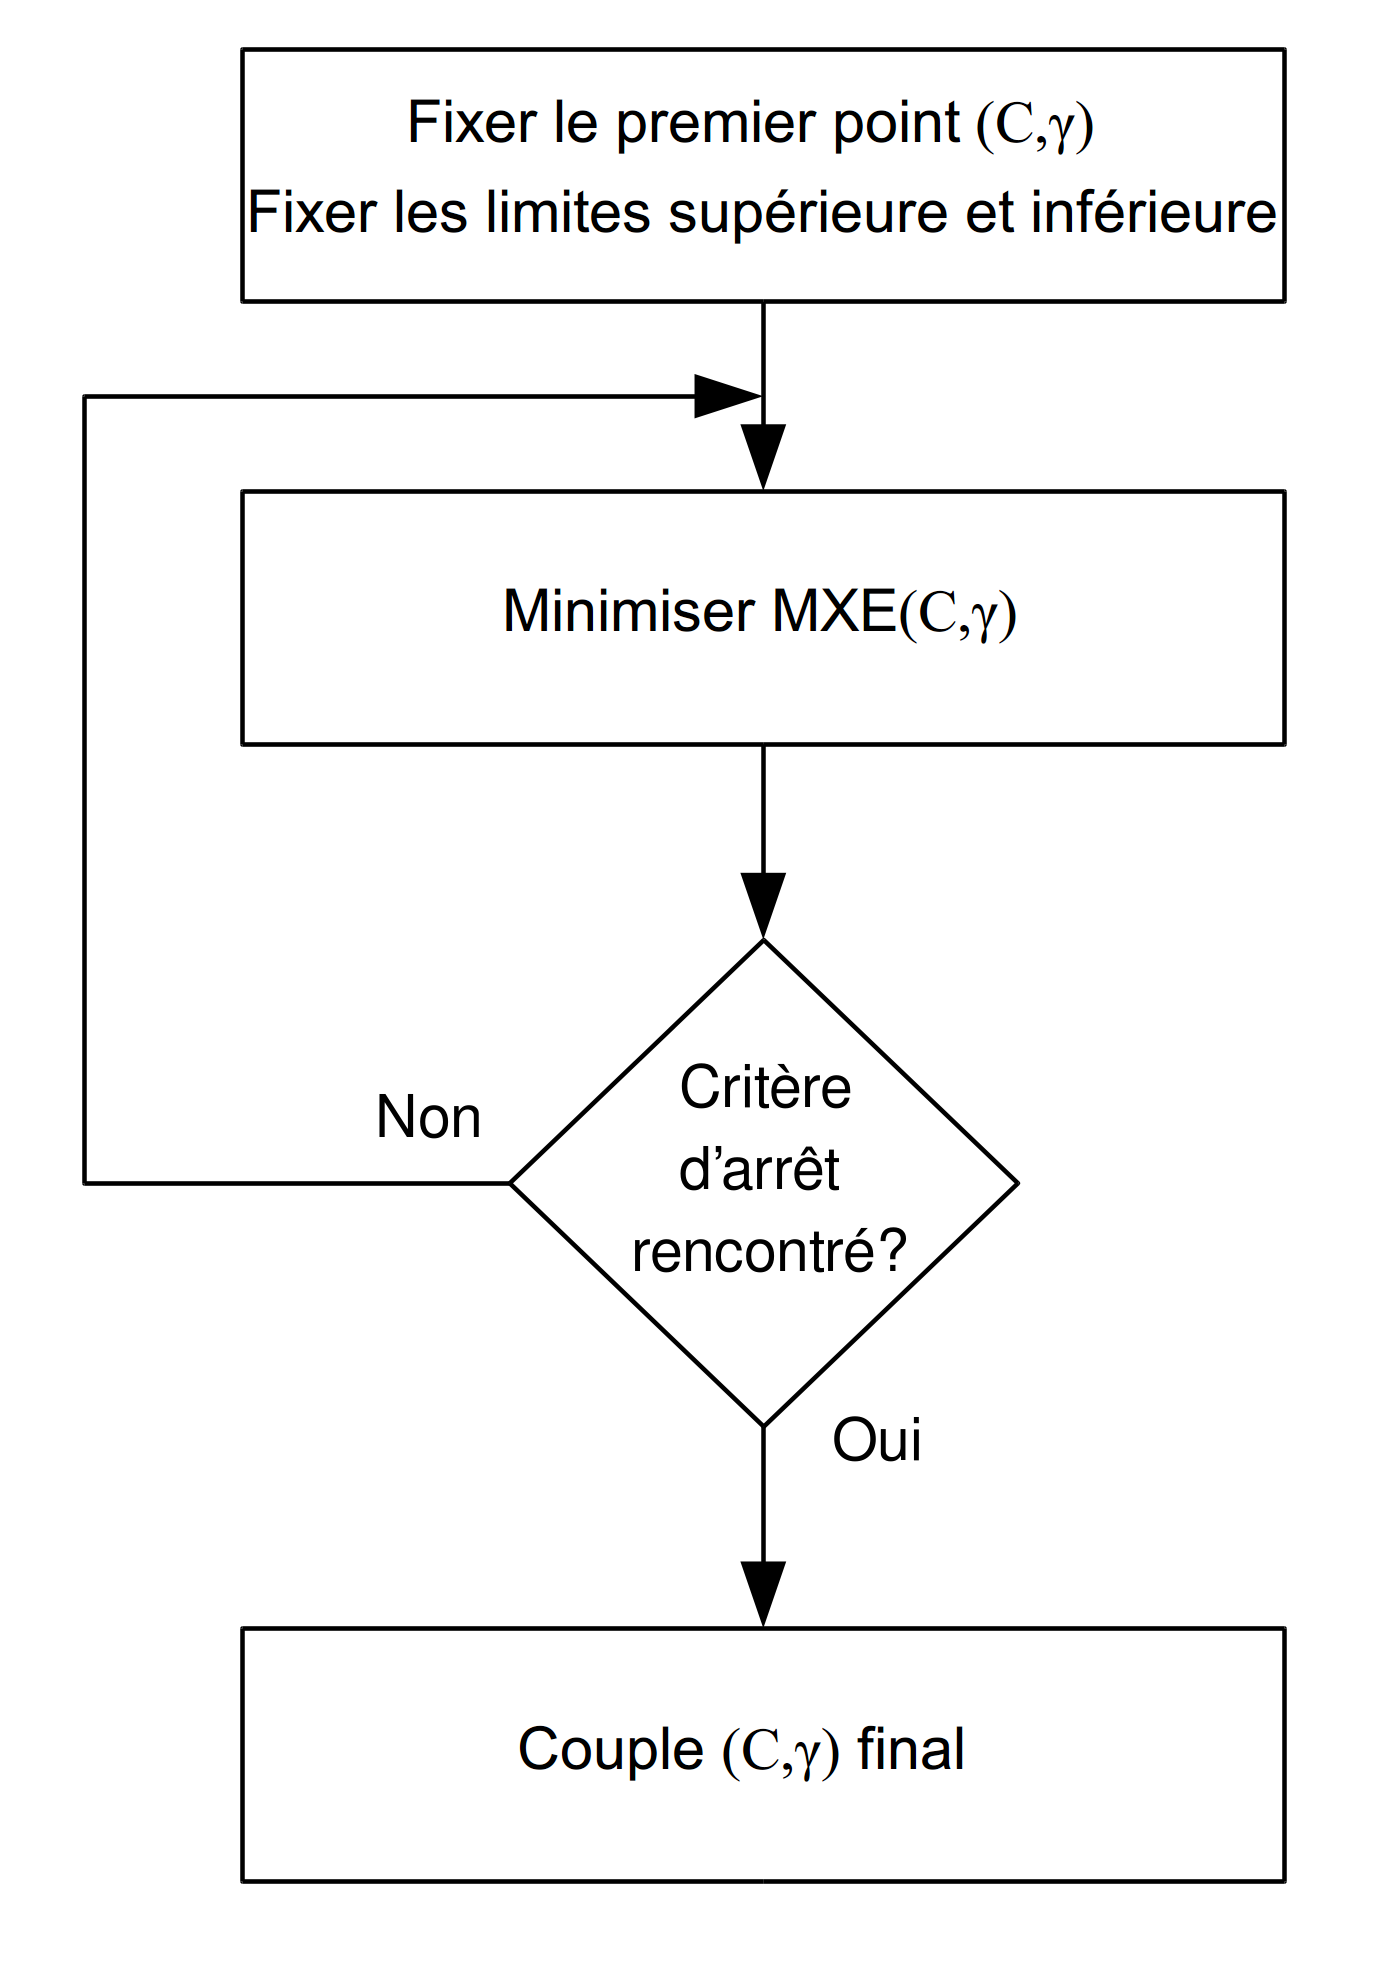 Fixer le premier point (C,γ)
Fixer les limites supérieure et inférieure
Minimiser MXE(C,γ)
Critère
d’arrêt
rencontré?
Non
Oui
Couple (C,γ) final